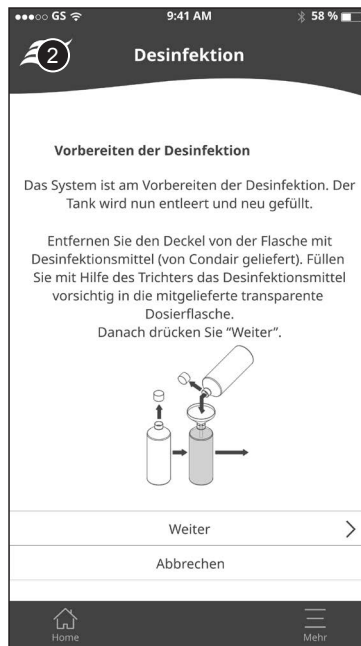 ●●●○○ GS 9:41 AM 58 %
2
Desinfektion
Vorbereiten der Desinfektion
Das System ist am Vorbereiten der Desinfektion. Der
Tank wird nun entleert und neu gefüllt.
Entfernen Sie den Deckel von der Flasche mit
Desinfektionsmittel (von Condair geliefert). Füllen
Sie mit Hilfe des Trichters das Desinfektionsmittel
vorsichtig in die mitgelieferte transparente
Dosierflasche.
Danach drücken Sie “Weiter”.
Weiter
Abbrechen
Home Mehr